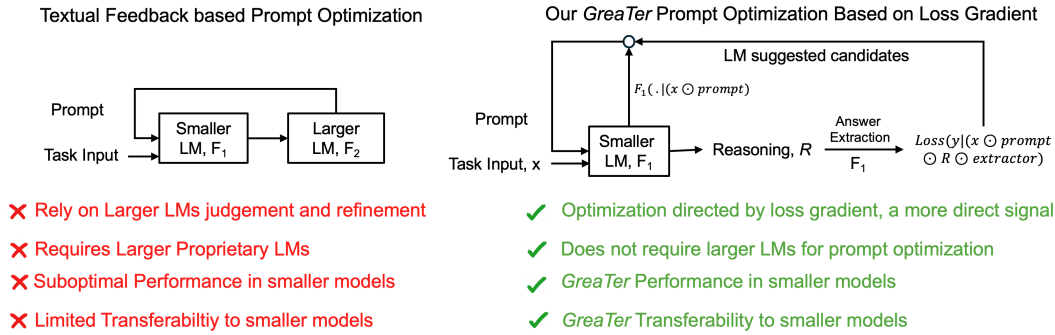 Textual Feedback based Prompt Optimization
Prompt
Task Input
Smaller
LM, F₁
Larger
LM, F₂
❌ Rely on Larger LMs judgement and refinement
❌ Requires Larger Proprietary LMs
❌ Suboptimal Performance in smaller models
❌ Limited Transferabiltiy to smaller models
Our GreaTer Prompt Optimization Based on Loss Gradient
LM suggested candidates
F₁( . |(x ⊙ prompt)
Prompt
Task Input, x
Smaller
LM, F₁
Reasoning, R
Answer
Extraction
F₁
Loss(y|(x ⊙ prompt
⊙ R ⊙ extractor)
✓ Optimization directed by loss gradient, a more direct signal
✓ Does not require larger LMs for prompt optimization
✓ GreaTer Performance in smaller models
✓ GreaTer Transferability to smaller models